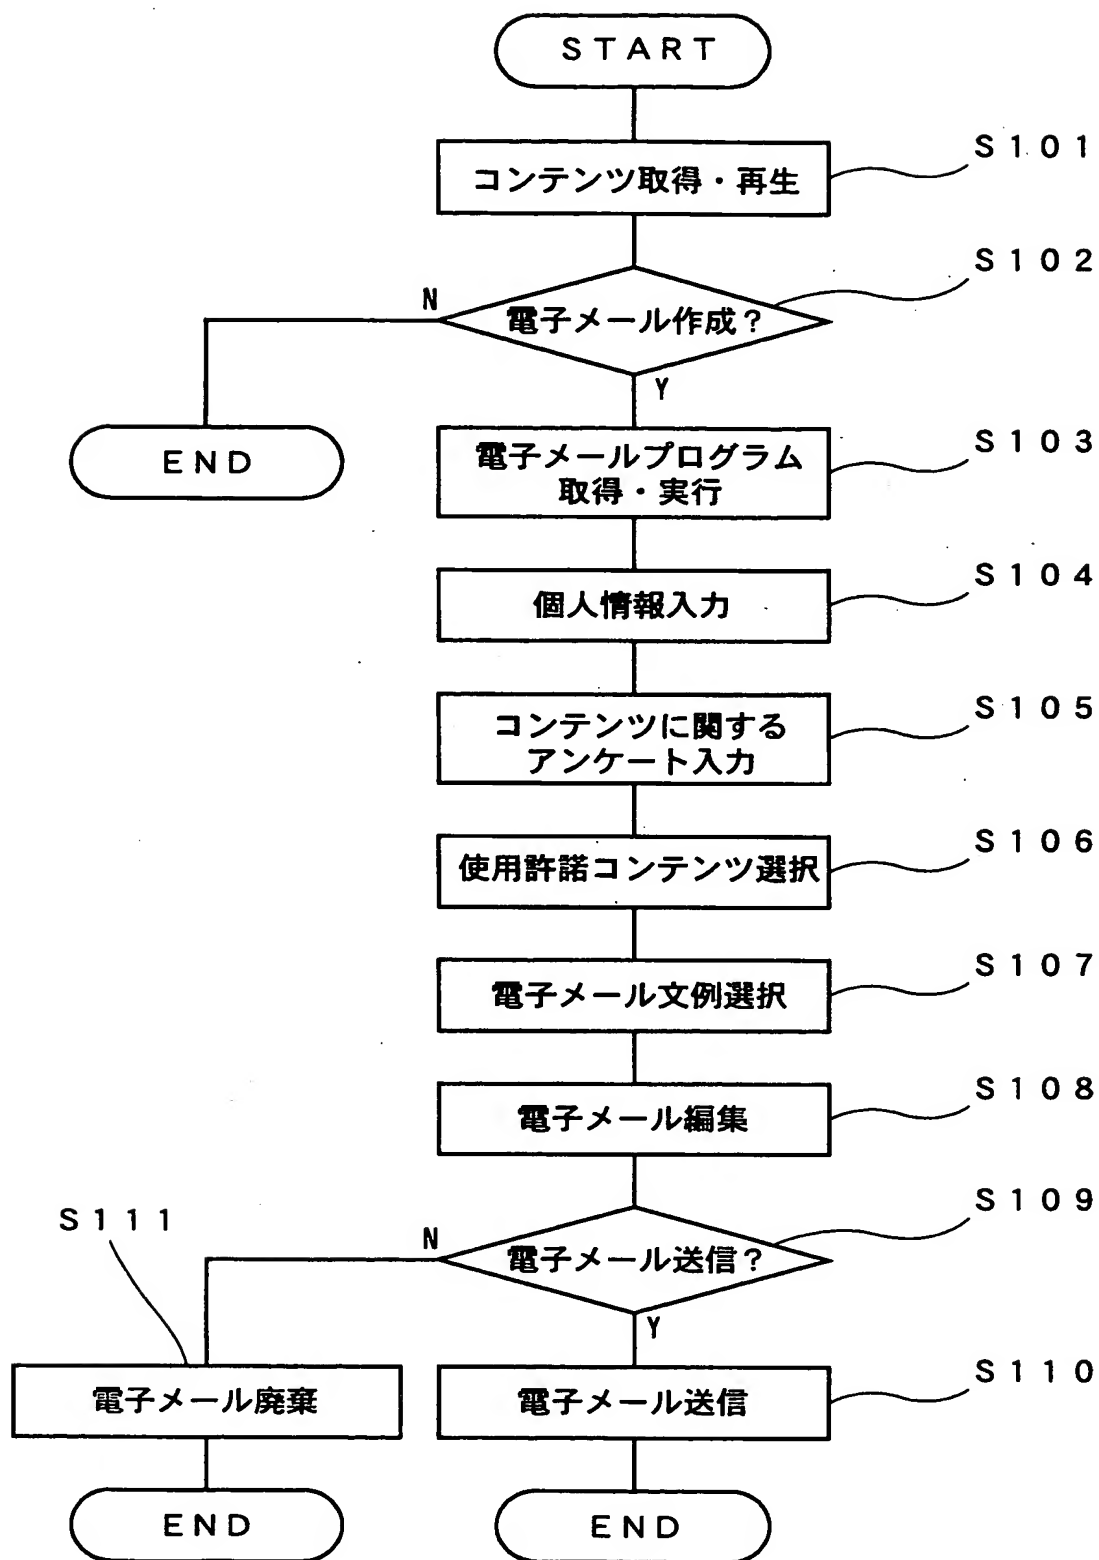 START
コンテンツ取得・再生
S101
電子メール作成?
S102
N
Y
END
電子メールプログラム
取得・実行
S103
個人情報入力
S104
コンテンツに関する
アンケート入力
S105
使用許諾コンテンツ選択
S106
電子メール文例選択
S107
電子メール編集
S108
電子メール送信?
S109
N
Y
S111
電子メール廃棄
電子メール送信
S110
END
END